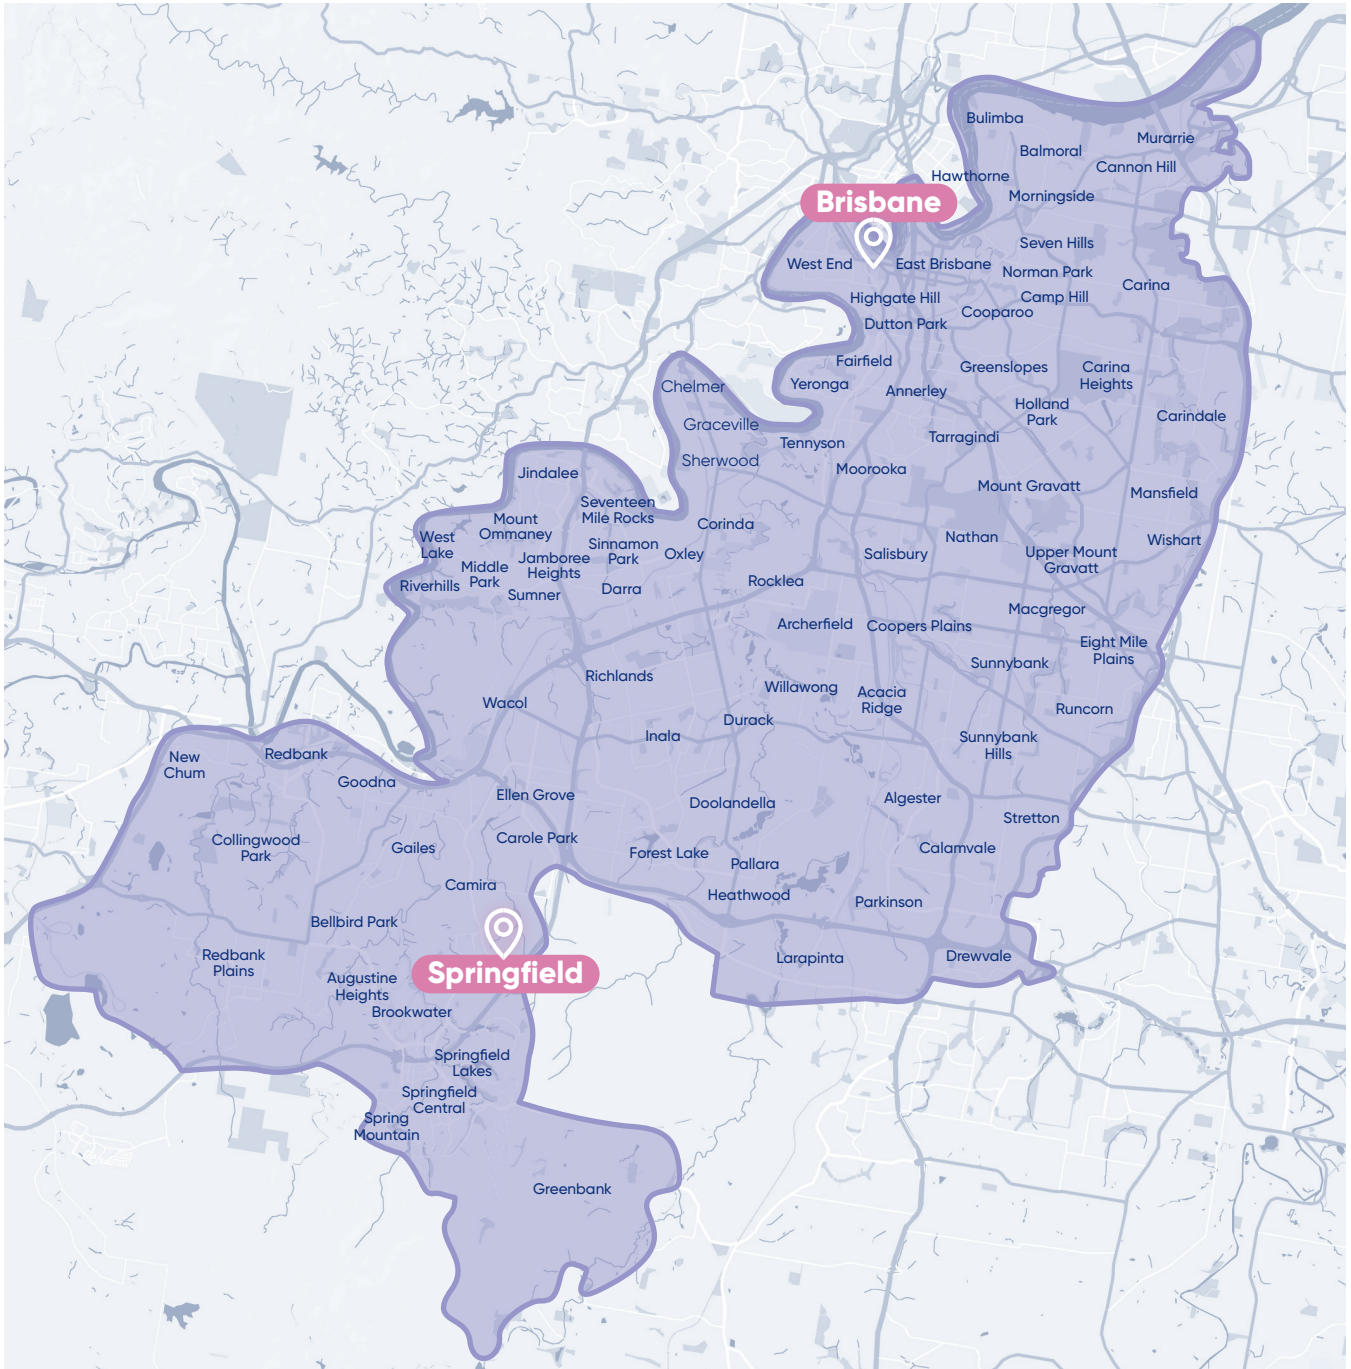 Bulimba
Murarrie
Balmoral
Cannon Hill
Hawthorne
Morningside
Brisbane
Seven Hills
West End
East Brisbane
Norman Park
Carina
Highgate Hill
Camp Hill
Cooparoo
Dutton Park
Fairfield
Greenslopes
Carina
Heights
Yeronga
Chelmer
Annerley
Holland
Park
Carindale
Graceville
Tennyson
Tarragindi
Sherwood
Moorooka
Jindalee
Mount Gravatt
Mansfield
Seventeen
Mile Rocks
Mount
Ommaney
Corinda
West
Lake
Nathan
Wishart
Sinnamon
Park
Oxley
Salisbury
Upper Mount
Gravatt
Jamboree
Heights
Middle
Park
Riverhills
Sumner
Darra
Rocklea
Macgregor
Archerfield
Coopers Plains
Eight Mile
Plains
Sunnybank
Richlands
Willawong
Acacia
Ridge
Wacol
Runcorn
Durack
Inala
Sunnybank
Hills
New
Chum
Redbank
Goodna
Ellen Grove
Doolandella
Algester
Stretton
Collingwood
Park
Gailes
Carole Park
Forest Lake
Calamvale
Pallara
Camira
Heathwood
Parkinson
Bellbird Park
Redbank
Plains
Larapinta
Drewvale
Springfield
Augustine
Heights
Brookwater
Springfield
Lakes
Springfield
Central
Spring
Mountain
Greenbank